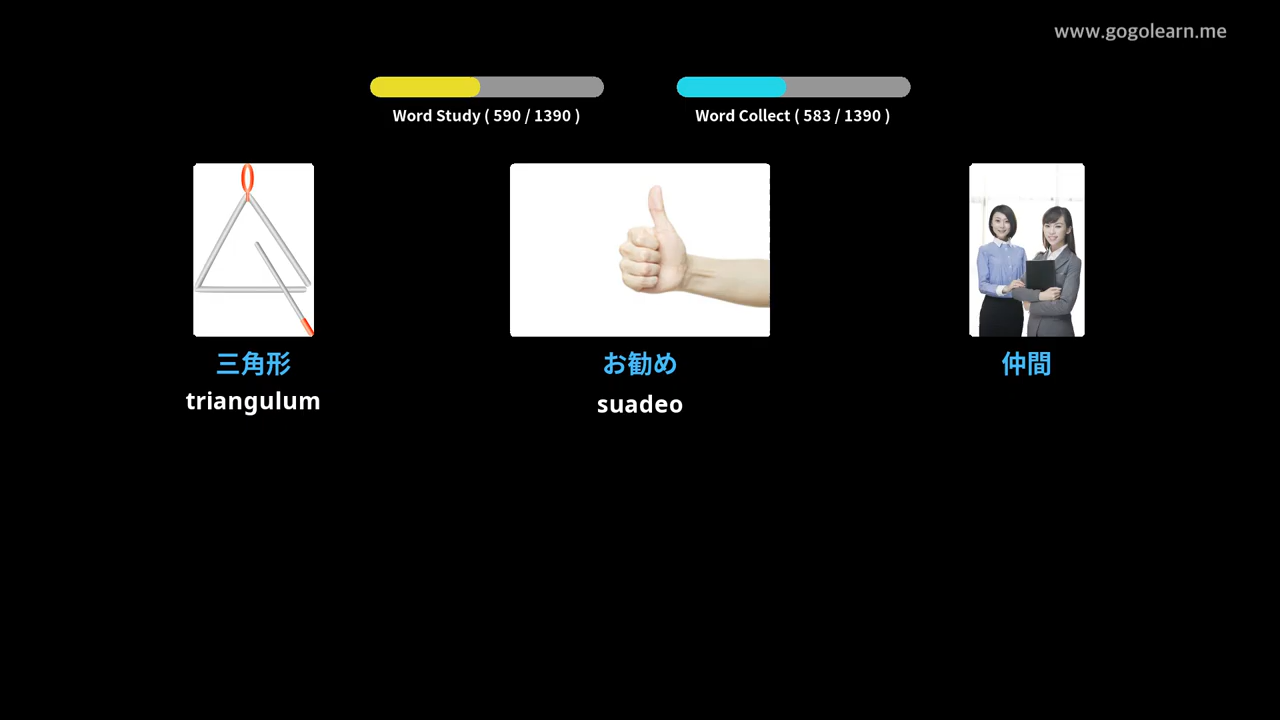 www.gogolearn.me
Word Study ( 590 / 1390 )
Word Collect ( 583 / 1390 )
三角形
お勧め
仲間
triangulum
suadeo